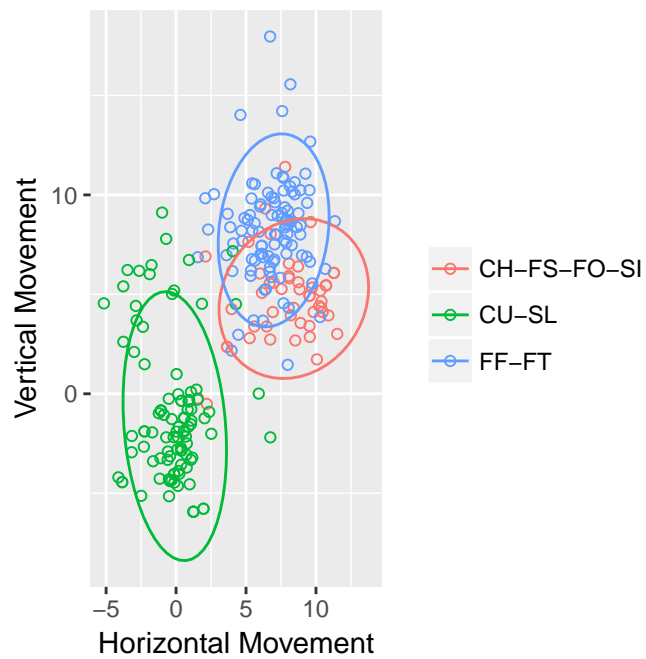 10
0
Vertical Movement
−5 0 5 10
Horizontal Movement
CH−FS−FO−SI
CU−SL
FF−FT